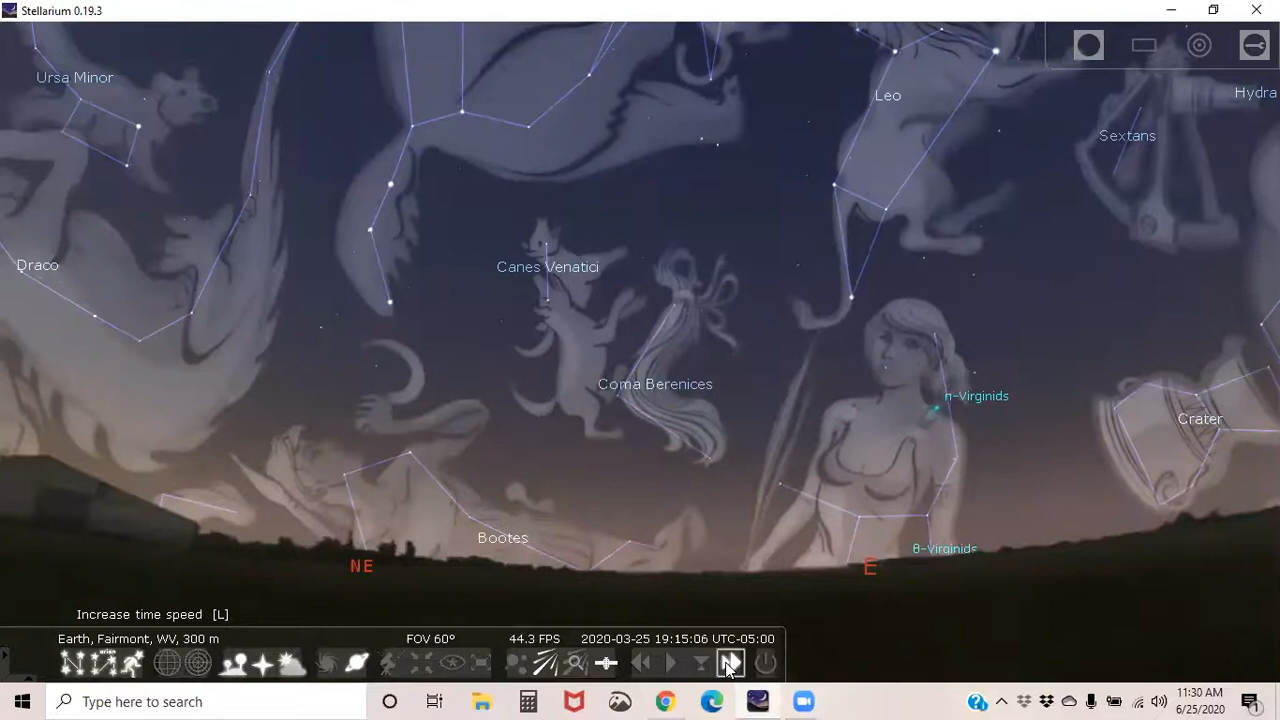 Stellarium 0.19.3
Ursa Minor
Leo
Hydra
Sextans
Draco
Canes Venatici
Coma Berenices
π-Virginids
Crater
Bootes
θ-Virginids
NE
E
Increase time speed [L]
Earth, Fairmont, WV, 300 m FOV 60° 44.3 FPS 2020-03-25 19:15:06 UTC-05:00
Type here to search
11:30 AM
6/25/2020